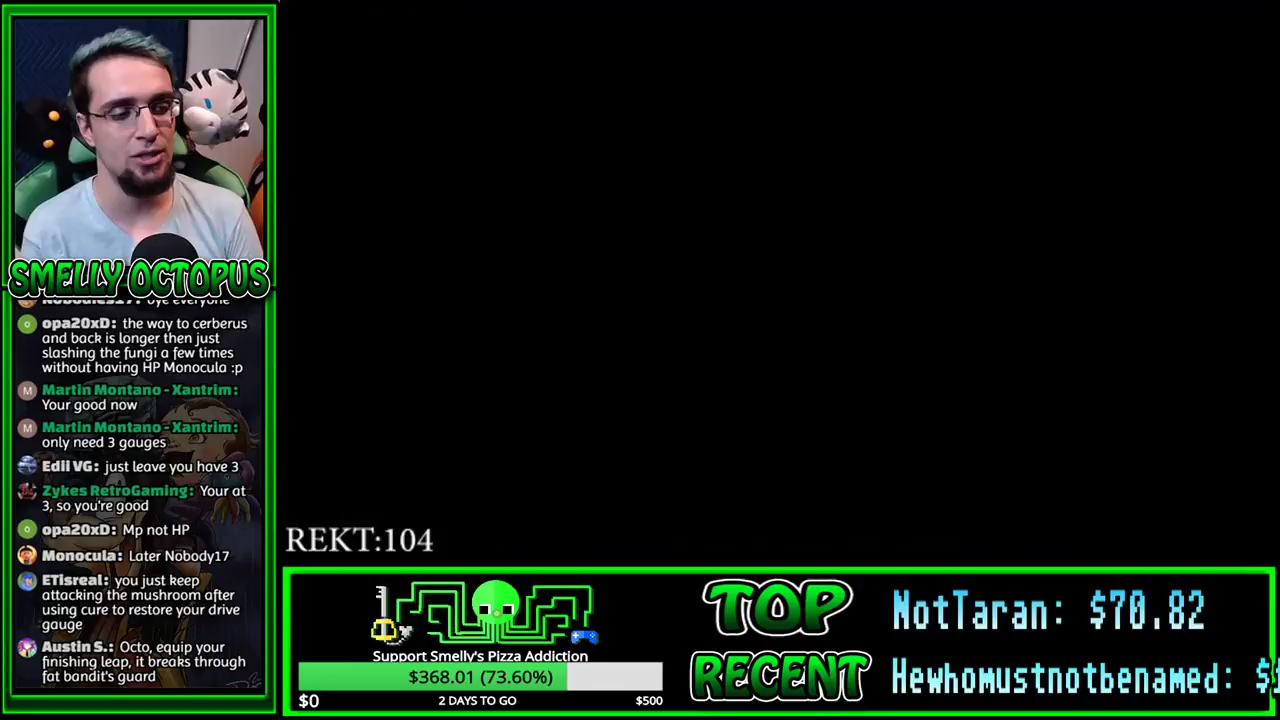 SMELLY OCTOPUS
bye everyone
opa20xD: the way to cerberus
and back is longer then just
slashing the fungi a few times
without having HP Monocula :p
M Martin Montano - Xantrim:
Your good now
M Martin Montano - Xantrim:
only need 3 gauges
Edii VG: just leave you have 3
Zykes RetroGaming: Your at
3, so you're good
opa20xD: Mp not HP
Monocula: Later Nobody17
ETisreal: you just keep
attacking the mushroom after
using cure to restore your drive
gauge
Austin S.: Octo, equip your
finishing leap, it breaks through
fat bandit's guard
REKT:104
Support Smelly's Pizza Addiction
$368.01 (73.60%)
$0 2 DAYS TO GO $500
TOP NotTaran: $70.82
RECENT Hewhomustnotbenamed: